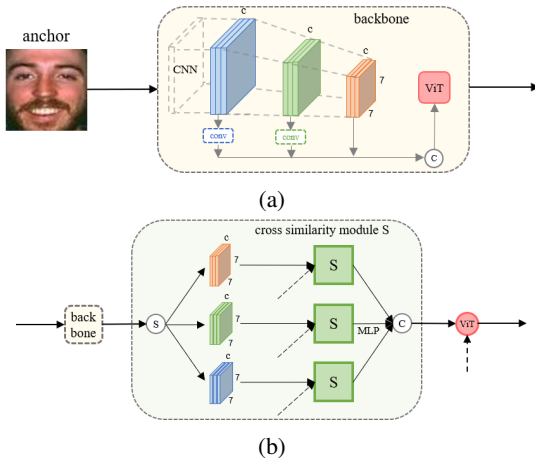 backbone
anchor
c
c
c
CNN
7
7
ViT
conv
conv
C
(a)
cross similarity module S
c
7
7
S
c
7
7
S
back
bone
S
MLP
C
ViT
c
7
7
S
(b)